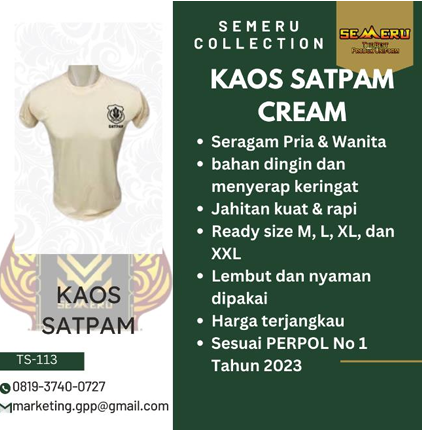 SEMERU
COLLECTION
SEMERU
KAOS SATPAM
CREAM
• Seragam Pria & Wanita
• bahan dingin dan
menyerap keringat
• Jahitan kuat & rapi
• Ready size M, L, XL, dan
XXL
• Lembut dan nyaman
dipakai
• Harga terjangkau
• Sesuai PERPOL No 1
Tahun 2023
SATPAM
SEMERU
KAOS
SATPAM
TS-113
0819-3740-0727
marketing.gpp@gmail.com